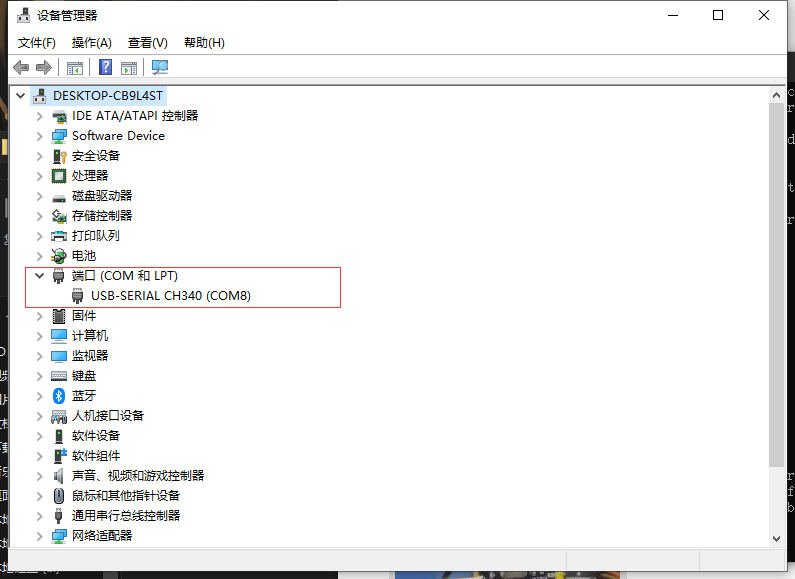 设备管理器
文件(F) 操作(A) 查看(V) 帮助(H)
DESKTOP-CB9L4ST
IDE ATA/ATAPI 控制器
Software Device
安全设备
处理器
磁盘驱动器
存储控制器
打印队列
电池
端口 (COM 和 LPT)
USB-SERIAL CH340 (COM8)
固件
计算机
监视器
键盘
蓝牙
人机接口设备
软件设备
软件组件
声音、视频和游戏控制器
鼠标和其他指针设备
通用串行总线控制器
网络适配器